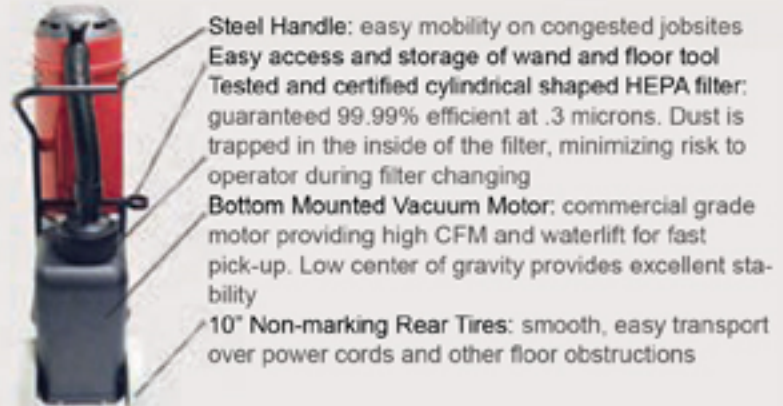 Steel Handle: easy mobility on congested jobsites
Easy access and storage of wand and floor tool
Tested and certified cylindrical shaped HEPA filter:
guaranteed 99.99% efficient at .3 microns. Dust is
trapped in the inside of the filter, minimizing risk to
operator during filter changing
Bottom Mounted Vacuum Motor: commercial grade
motor providing high CFM and waterlift for fast
pick-up. Low center of gravity provides excellent sta-
bility
10" Non-marking Rear Tires: smooth, easy transport
over power cords and other floor obstructions